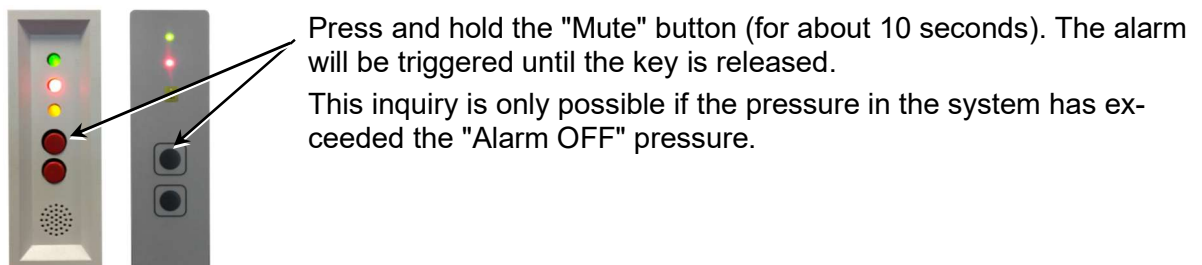 Press and hold the "Mute" button (for about 10 seconds). The alarm
will be triggered until the key is released.
This inquiry is only possible if the pressure in the system has ex-
ceeded the "Alarm OFF" pressure.